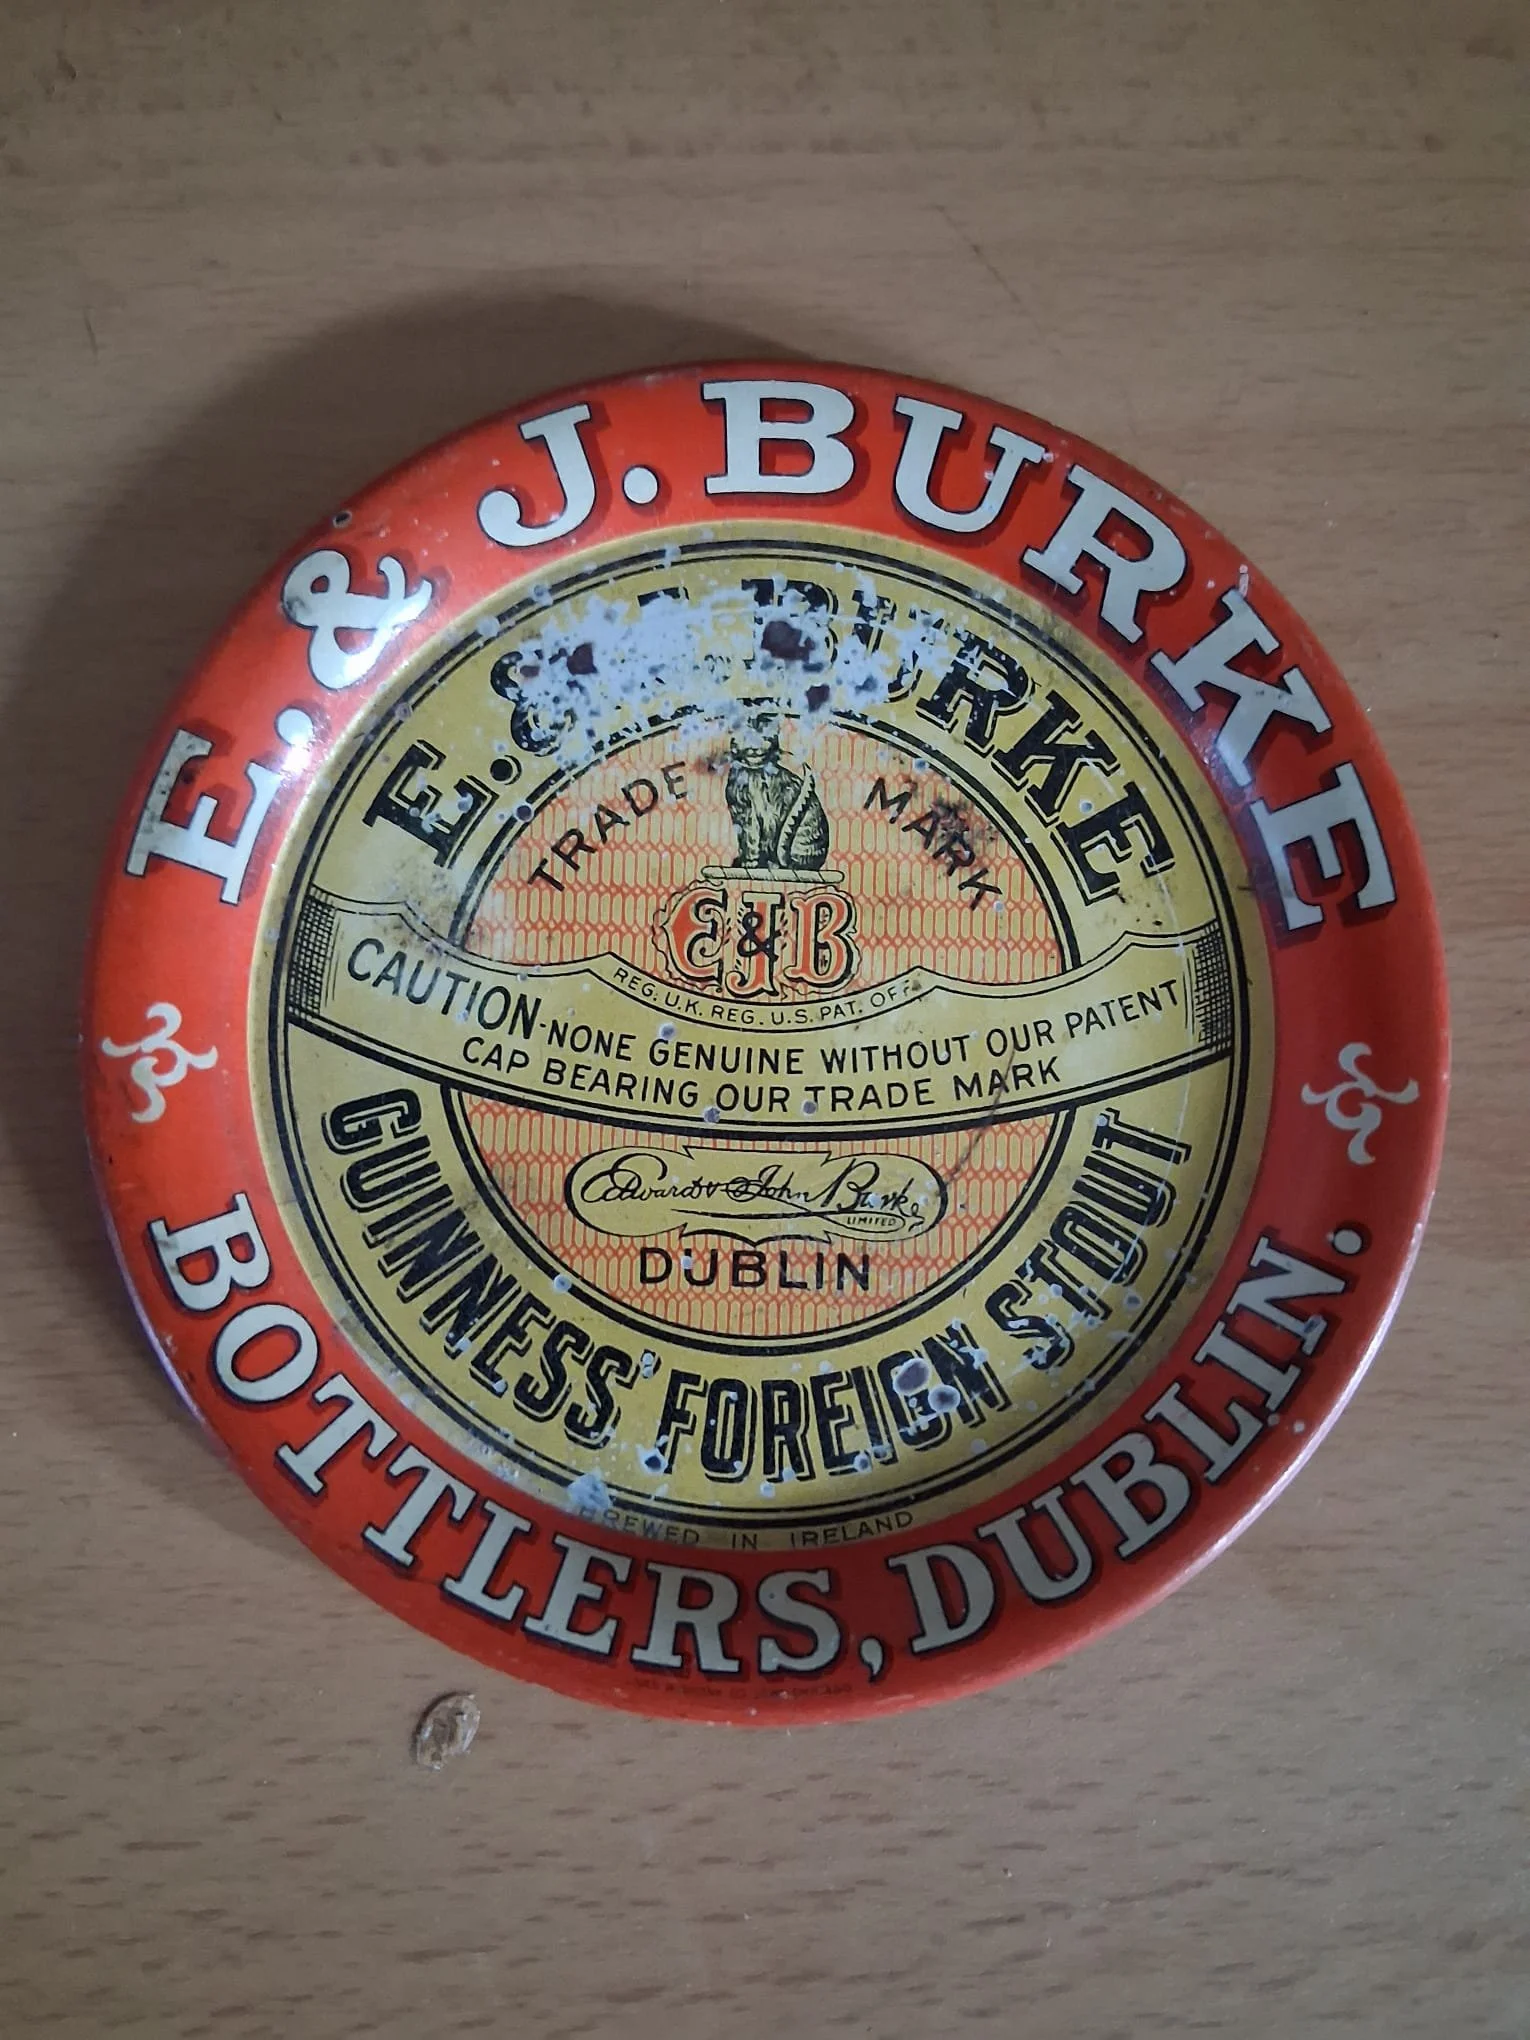 E. & J. BURKE
E. & BURKE
TRADE MARK
E & J B
REG. U.K. REG. U.S. PAT. OFF.
CAUTION-NONE GENUINE WITHOUT OUR PATENT
CAP BEARING OUR TRADE MARK
Edward & John Burke
LIMITED
DUBLIN
GUINNESS' FOREIGN STOUT
BREWED IN IRELAND
BOTTLERS, DUBLIN.